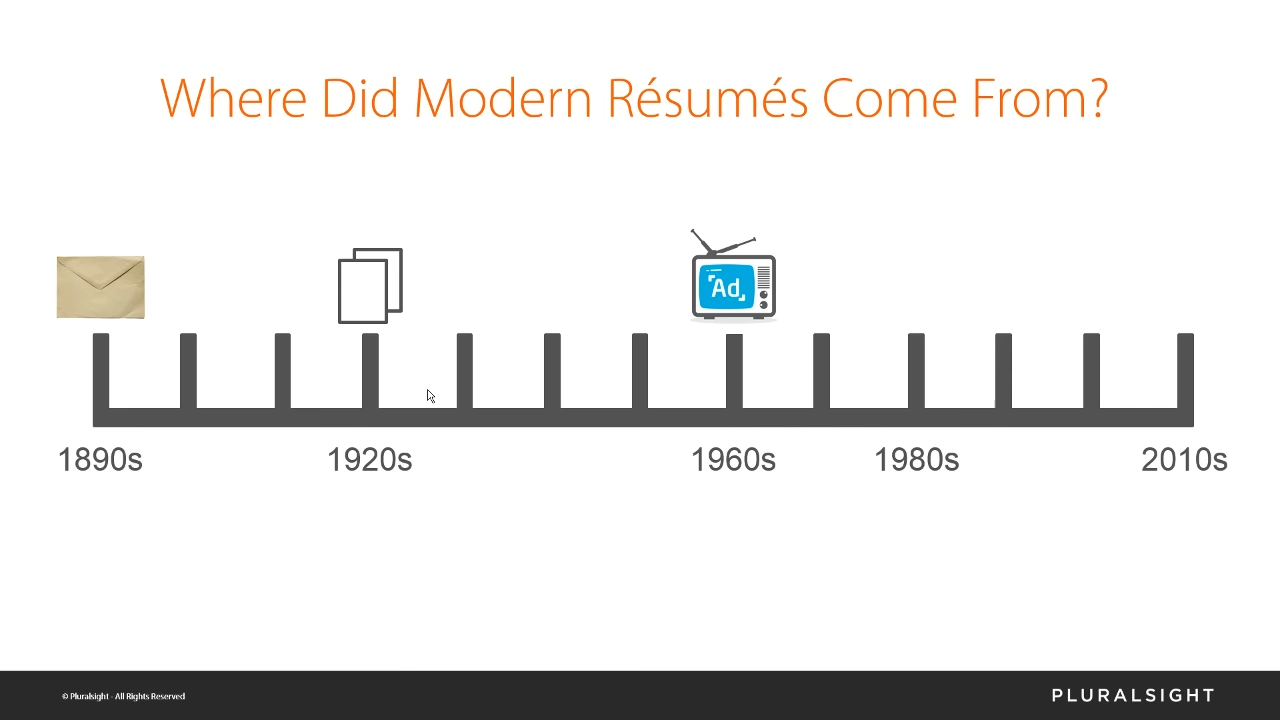 Where Did Modern Résumés Come From?
Ad
1890s 1920s 1960s 1980s 2010s
© Pluralsight - All Rights Reserved
PLURALSIGHT